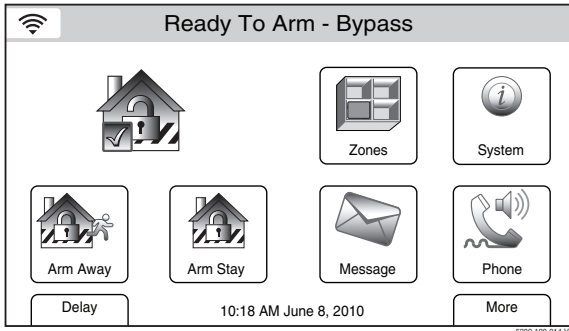 Ready To Arm - Bypass
Zones
System
Arm Away
Arm Stay
Message
Phone
Delay
10:18 AM June 8, 2010
More